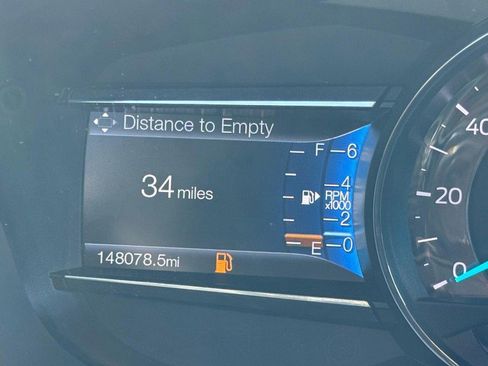 Distance to Empty
F 6
4
34 miles
RPM
x1000
2
E 0
148078.5mi
40
20
0